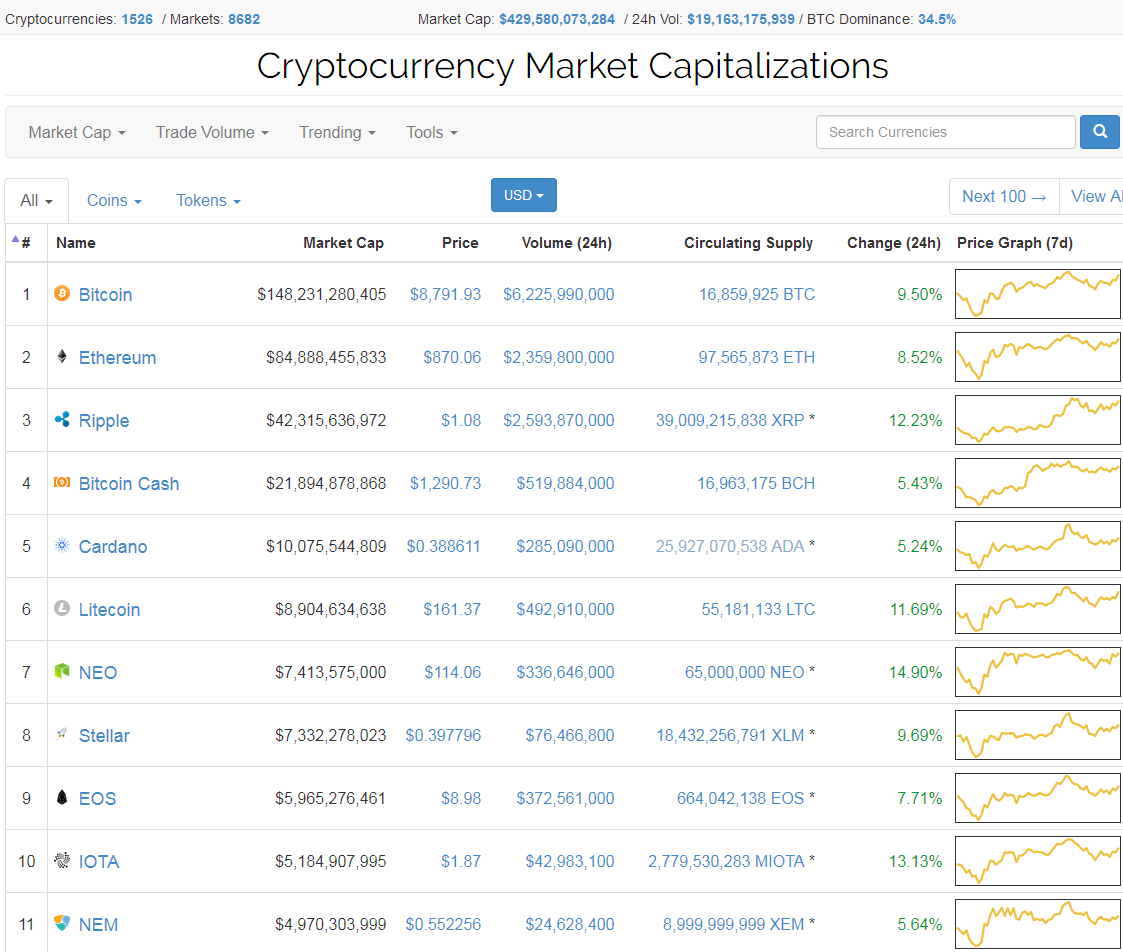 Cryptocurrencies: 1526 / Markets: 8682 Market Cap: $429,580,073,284 / 24h Vol: $19,163,175,939 / BTC Dominance: 34.5%
Cryptocurrency Market Capitalizations
Market Cap Trade Volume Trending Tools Search Currencies
All Coins Tokens USD Next 100 → View Al
# Name Market Cap Price Volume (24h) Circulating Supply Change (24h) Price Graph (7d)
1 Bitcoin $148,231,280,405 $8,791.93 $6,225,990,000 16,859,925 BTC 9.50%
2 Ethereum $84,888,455,833 $870.06 $2,359,800,000 97,565,873 ETH 8.52%
3 Ripple $42,315,636,972 $1.08 $2,593,870,000 39,009,215,838 XRP * 12.23%
4 Bitcoin Cash $21,894,878,868 $1,290.73 $519,884,000 16,963,175 BCH 5.43%
5 Cardano $10,075,544,809 $0.388611 $285,090,000 25,927,070,538 ADA * 5.24%
6 Litecoin $8,904,634,638 $161.37 $492,910,000 55,181,133 LTC 11.69%
7 NEO $7,413,575,000 $114.06 $336,646,000 65,000,000 NEO * 14.90%
8 Stellar $7,332,278,023 $0.397796 $76,466,800 18,432,256,791 XLM * 9.69%
9 EOS $5,965,276,461 $8.98 $372,561,000 664,042,138 EOS * 7.71%
10 IOTA $5,184,907,995 $1.87 $42,983,100 2,779,530,283 MIOTA * 13.13%
11 NEM $4,970,303,999 $0.552256 $24,628,400 8,999,999,999 XEM * 5.64%